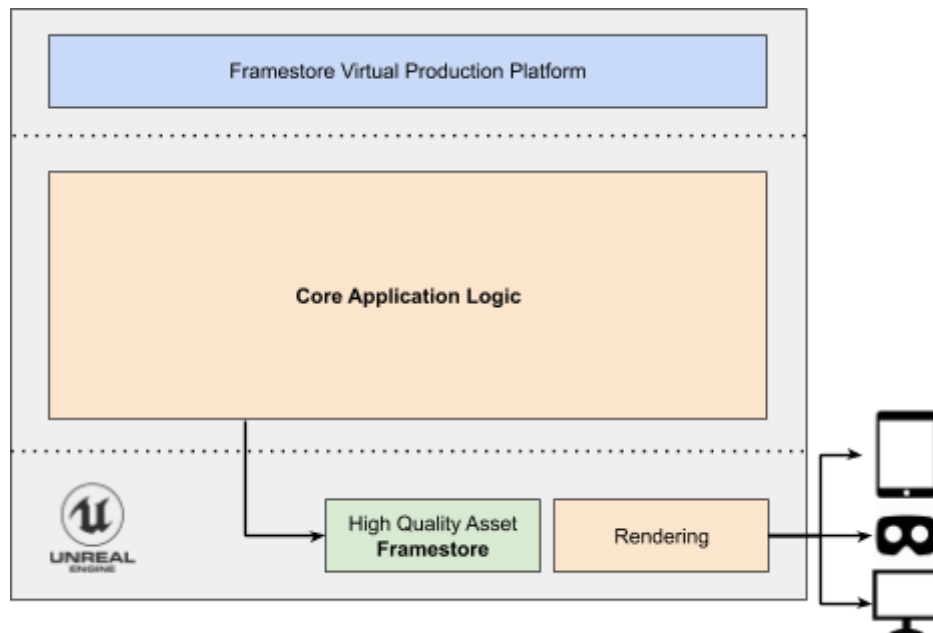 Framestore Virtual Production Platform
Core Application Logic
High Quality Asset
Framestore
Rendering
UNREAL
ENGINE